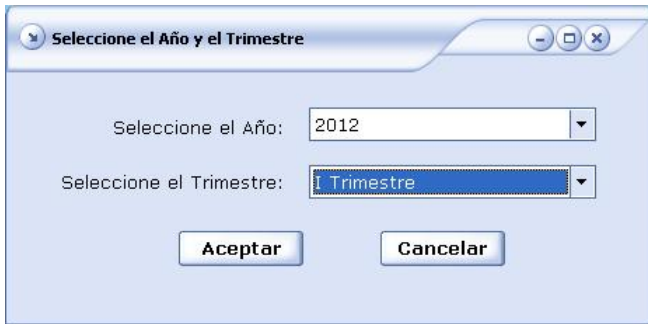 Seleccione el Año y el Trimestre
Seleccione el Año: 2012
Seleccione el Trimestre: I Trimestre
Aceptar Cancelar